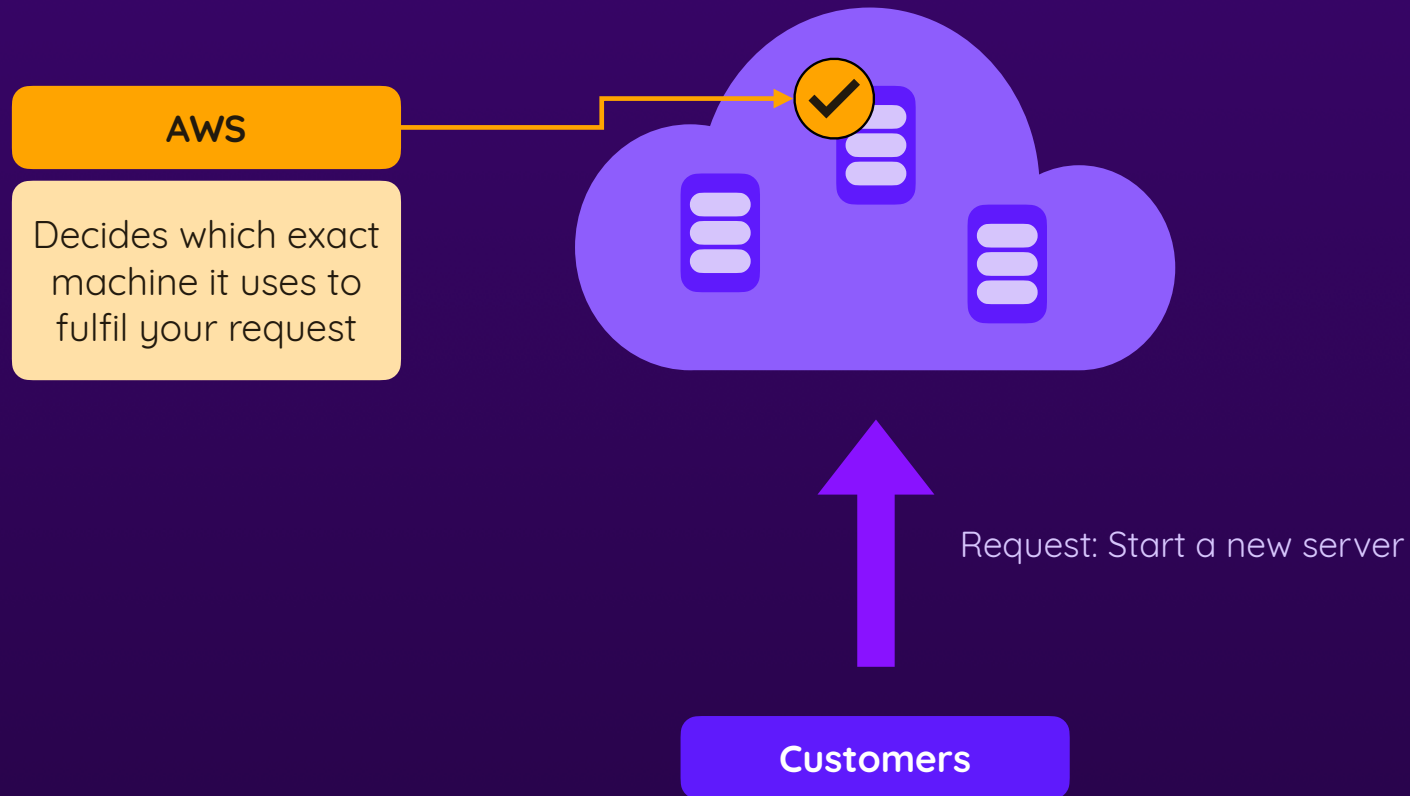 AWS
Decides which exact
machine it uses to
fulfil your request
Request: Start a new server
Customers